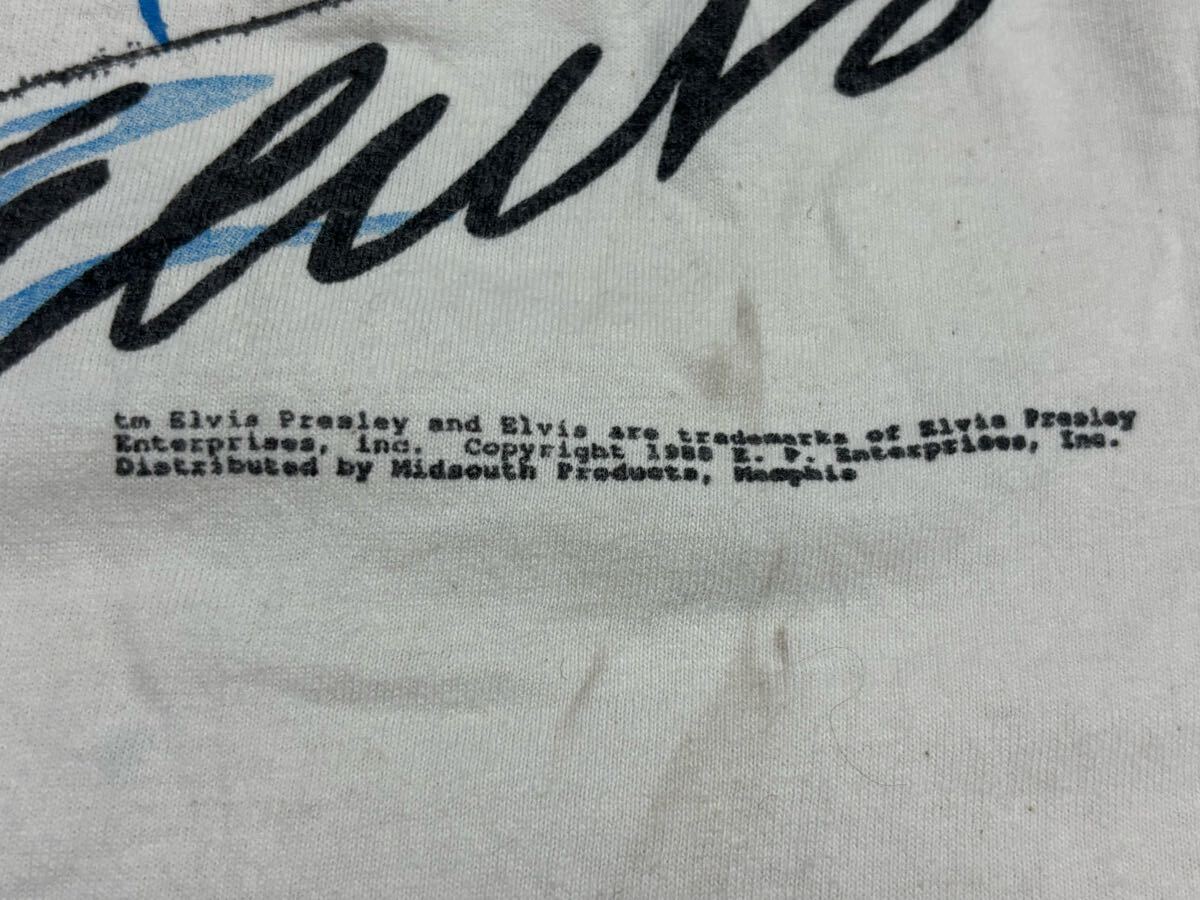 Elvis
tm Elvis Presley and Elvis are trademarks of Elvis Presley
Enterprises, inc. Copyright 1988 E. P. Enterprises, Inc.
Distributed by Midsouth Products, Memphis